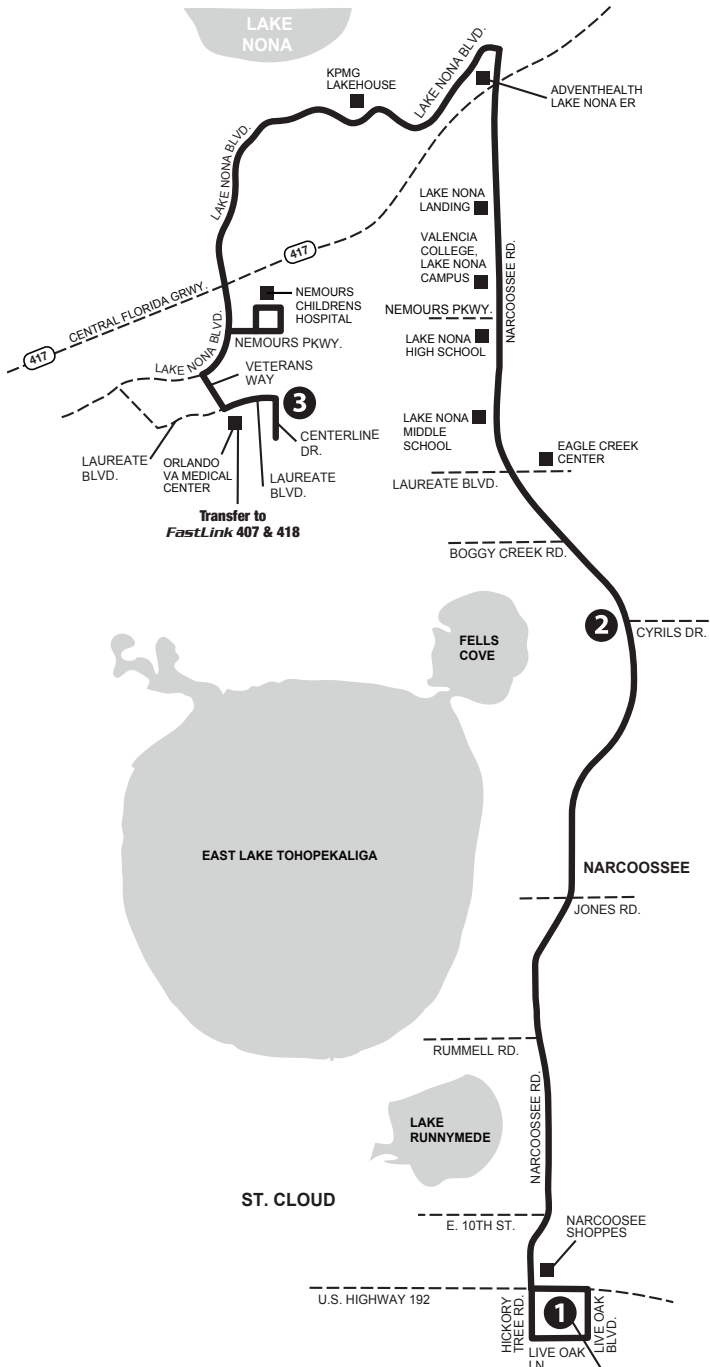 LAKE
NONA
KPMG
LAKEHOUSE
LAKE NONA BLVD.
ADVENTHEALTH
LAKE NONA ER
LAKE NONA BLVD.
LAKE NONA
LANDING
VALENCIA
COLLEGE,
LAKE NONA
CAMPUS
NARCOOSSEE RD.
417
CENTRAL FLORIDA GRWY.
417
NEMOURS
CHILDRENS
HOSPITAL
NEMOURS PKWY.
LAKE NONA BLVD.
NEMOURS PKWY.
LAKE NONA
HIGH SCHOOL
VETERANS
WAY
3
LAKE NONA
MIDDLE
SCHOOL
CENTERLINE
DR.
EAGLE CREEK
CENTER
LAUREATE
BLVD.
ORLANDO
VA MEDICAL
CENTER
LAUREATE
BLVD.
LAUREATE BLVD.
Transfer to
FastLink 407 & 418
BOGGY CREEK RD.
2
CYRILS DR.
FELLS
COVE
EAST LAKE TOHOPEKALIGA
NARCOOSSEE
JONES RD.
RUMMELL RD.
NARCOOSSEE RD.
LAKE
RUNNYMEDE
ST. CLOUD
E. 10TH ST.
NARCOOSEE
SHOPPES
U.S. HIGHWAY 192
HICKORY
TREE RD.
1
LIVE OAK
BLVD.
LIVE OAK
LN.